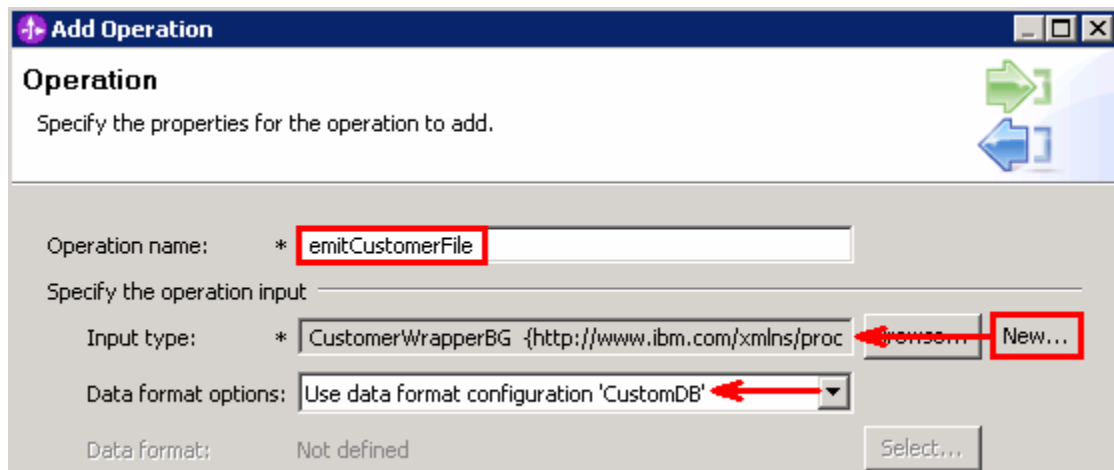 Add Operation
Operation
Specify the properties for the operation to add.
Operation name: * emitCustomerFile
Specify the operation input
Input type: * CustomerWrapperBG {http://www.ibm.com/xmlns/proc Browse... New...
Data format options: Use data format configuration 'CustomDB'
Data format: Not defined Select...